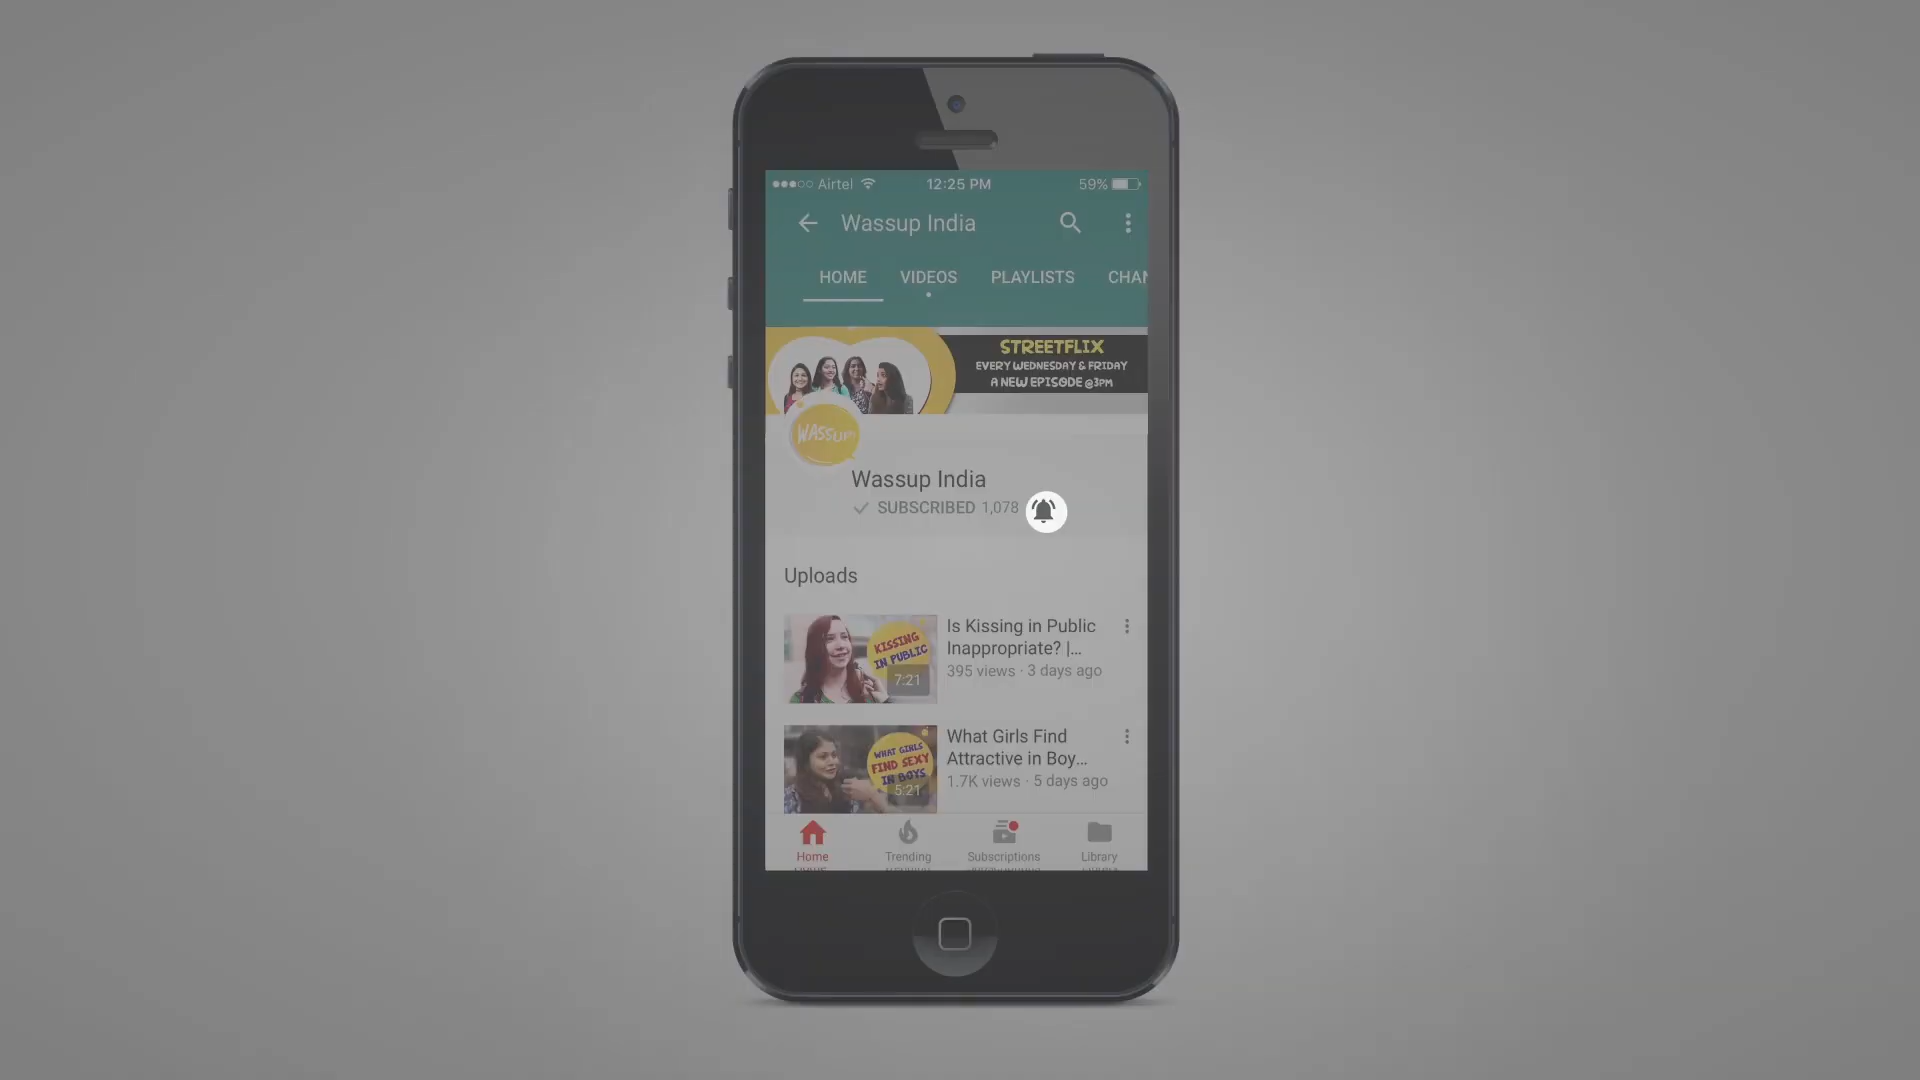 Airtel 12:25 PM 59%
Wassup India
HOME VIDEOS PLAYLISTS CHAN
STREETFLIX
EVERY WEDNESDAY & FRIDAY
A NEW EPISODE @3PM
WASSUP
Wassup India
SUBSCRIBED 1,078
Uploads
KISSING
IN PUBLIC
7:21
Is Kissing in Public
Inappropriate? |...
395 views · 3 days ago
WHAT GIRLS
FIND SEXY
IN BOYS
5:21
What Girls Find
Attractive in Boy...
1.7K views · 5 days ago
Home Trending Subscriptions Library